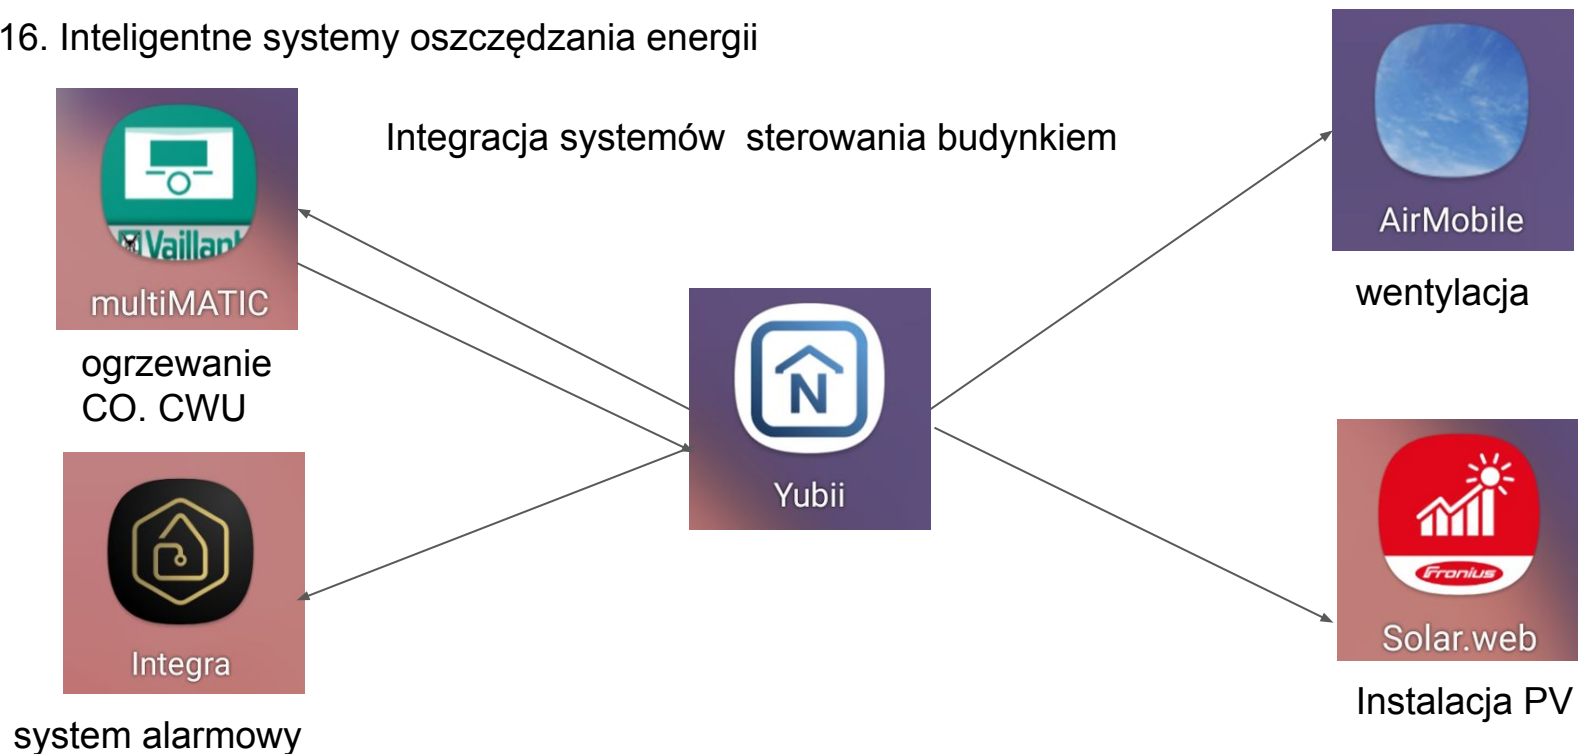 16. Inteligentne systemy oszczędzania energii
Integracja systemów sterowania budynkiem
Vaillant
multiMATIC
ogrzewanie
CO. CWU
Integra
system alarmowy
N
Yubii
AirMobile
wentylacja
Fronius
Solar.web
Instalacja PV